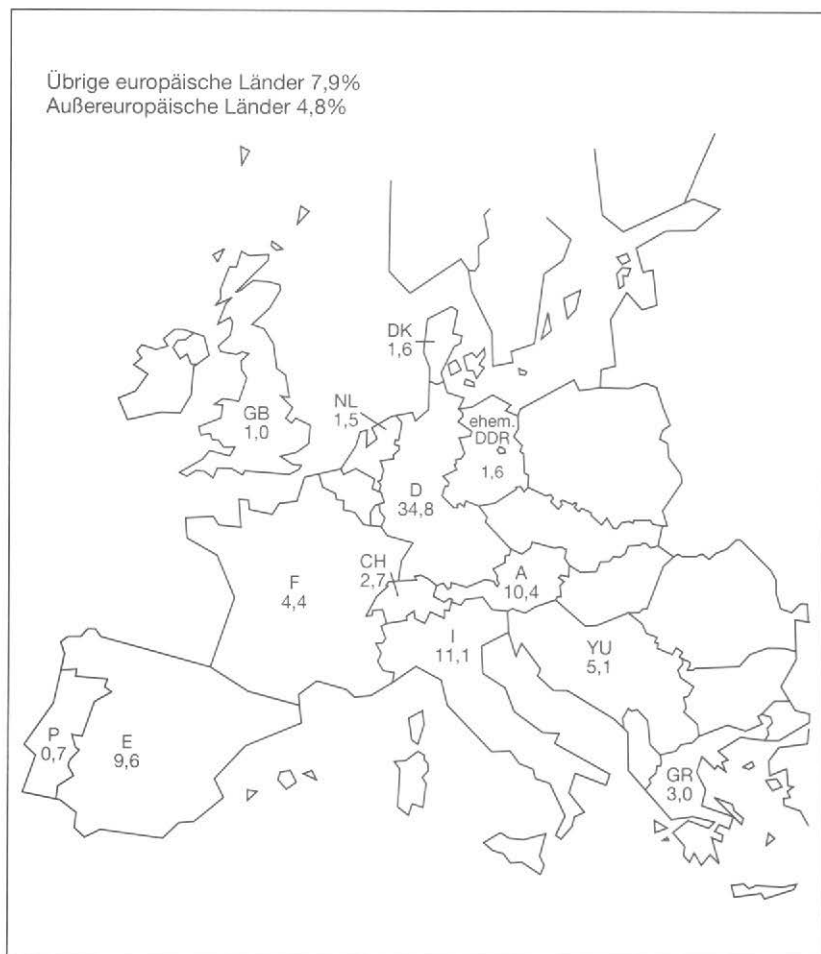 Übrige europäische Länder 7,9%
Außereuropäische Länder 4,8%
DK
1,6
NL
1,5
GB
1,0
ehem.
DDR
1,6
D
34,8
CH
2,7
A
10,4
F
4,4
I
11,1
YU
5,1
P
0,7
E
9,6
GR
3,0